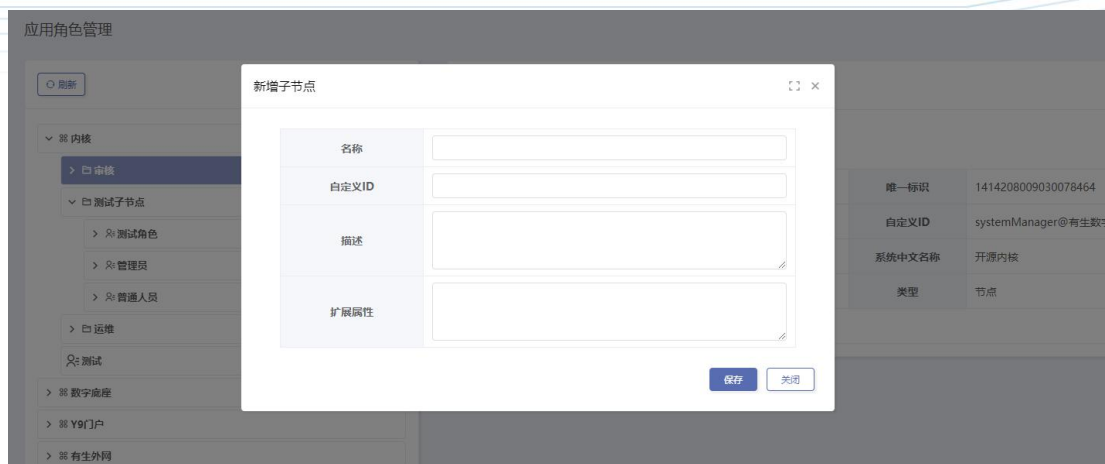 应用角色管理
刷新
内核
审核
测试子节点
测试角色
管理员
普通人员
运维
测试
数字底座
Y9门户
有生外网
新增子节点
名称
自定义ID
描述
扩展属性
保存
关闭
唯一标识 1414208009030078464
自定义ID systemManager@有生数字
系统中文名称 开源内核
类型 节点